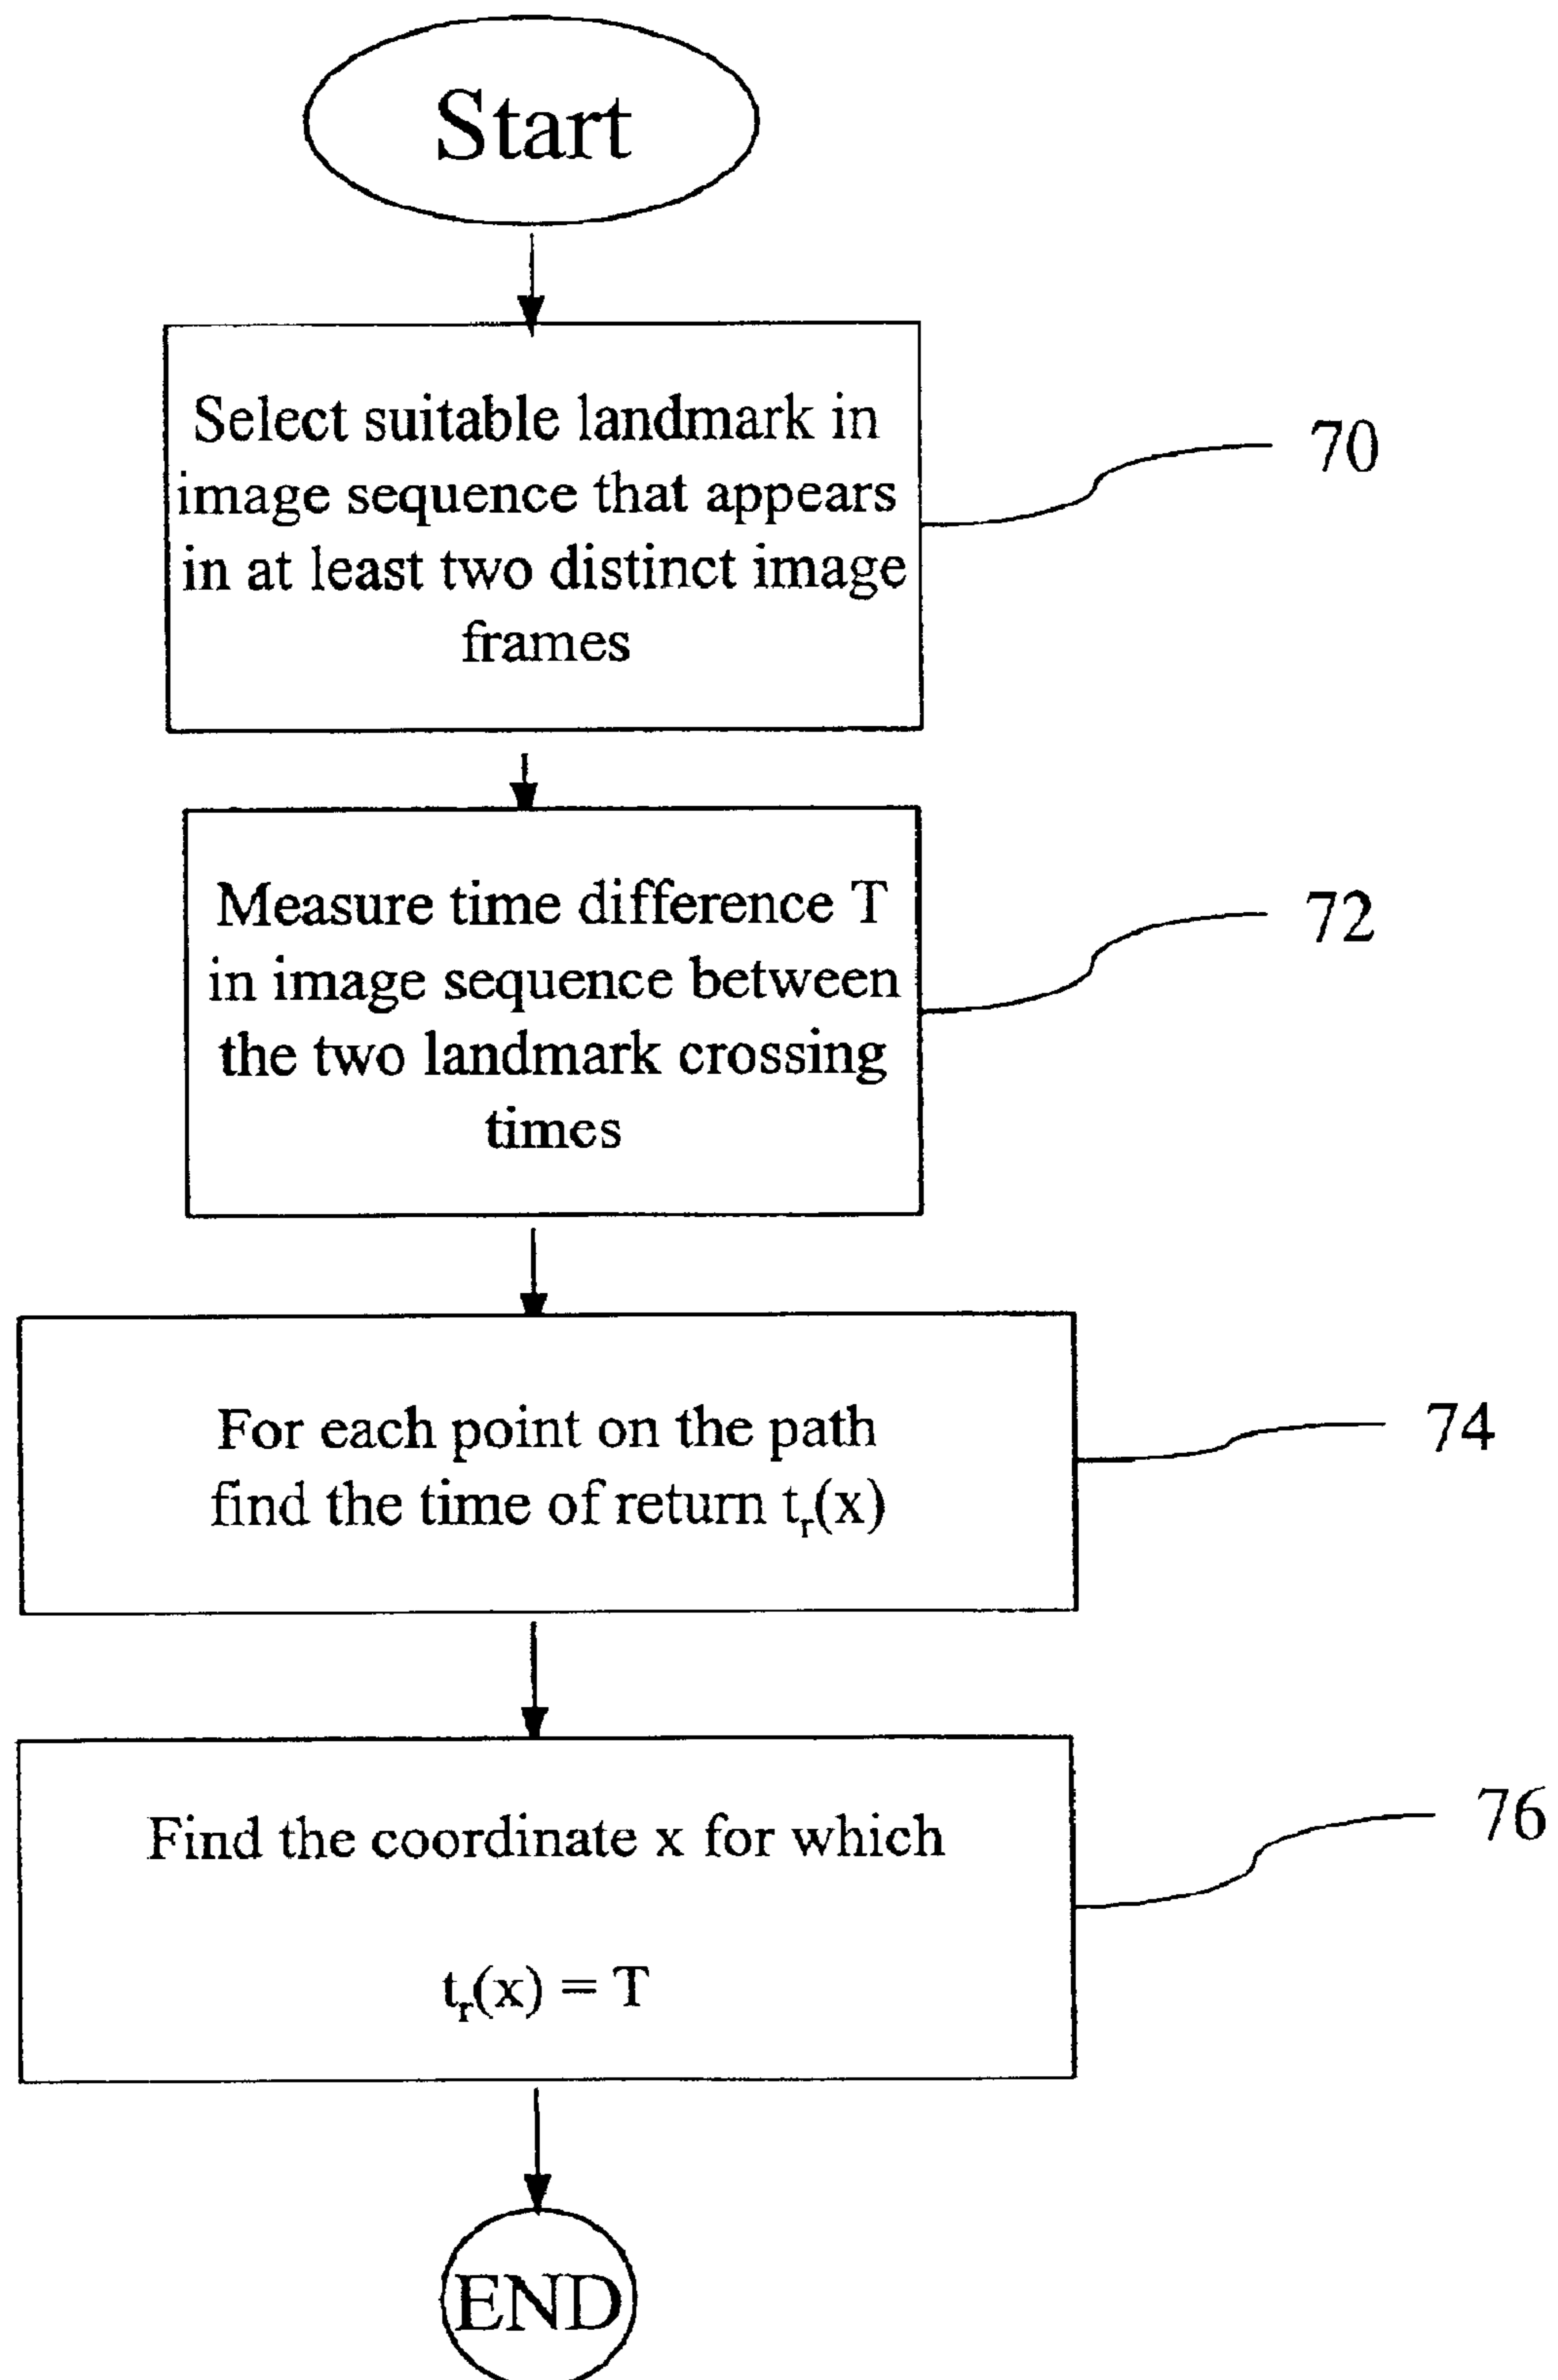 Start
Select suitable landmark in
image sequence that appears
in at least two distinct image
frames
70
Measure time difference T
in image sequence between
the two landmark crossing
times
72
For each point on the path
find the time of return tᵣ(x)
74
Find the coordinate x for which
tᵣ(x) = T
76
END